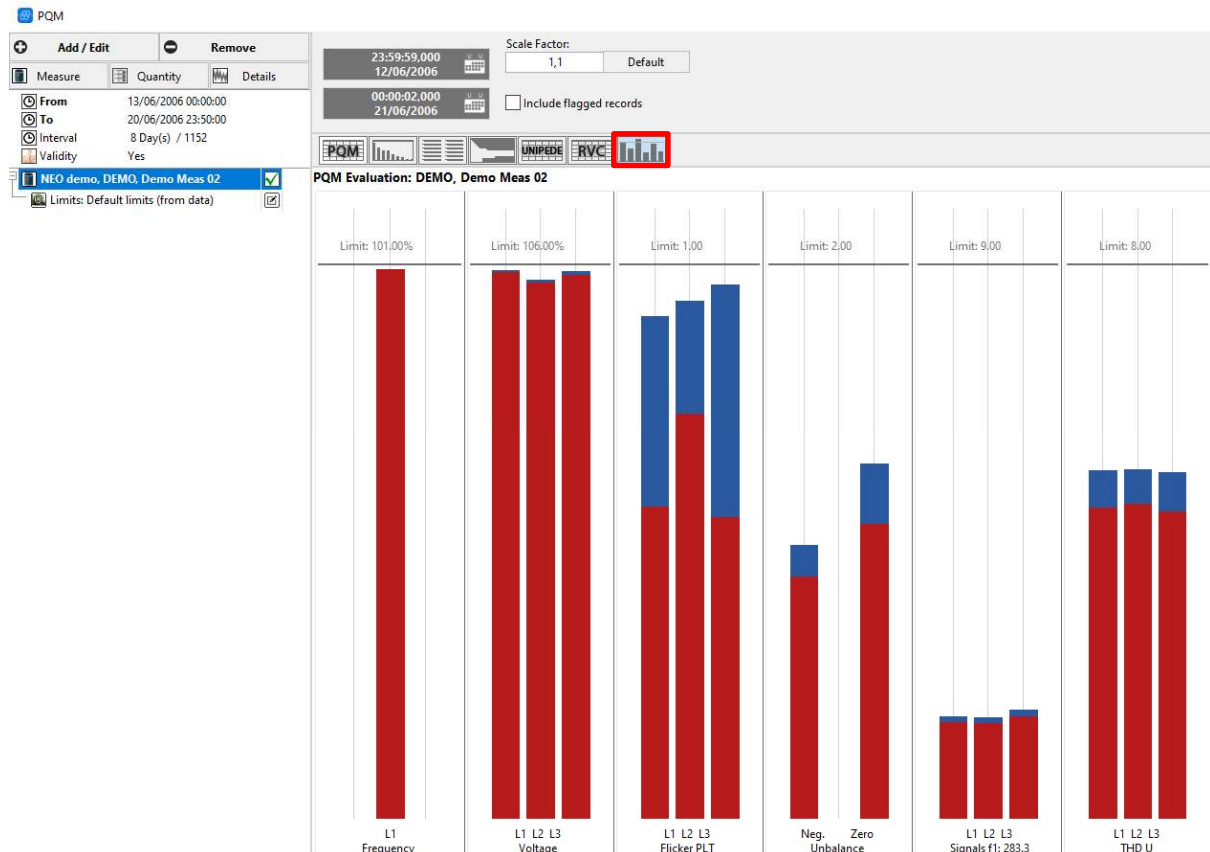 PQM
Add / Edit
Remove
Measure
Quantity
Details
From 13/06/2006 00:00:00
To 20/06/2006 23:50:00
Interval 8 Day(s) / 1152
Validity Yes
NEO demo, DEMO, Demo Meas 02
Limits: Default limits (from data)
23:59:59,000
12/06/2006
00:00:02,000
21/06/2006
Scale Factor:
1,1
Default
Include flagged records
PQM
UNIPEDE
RVC
PQM Evaluation: DEMO, Demo Meas 02
Limit: 101.00%
Limit: 106.00%
Limit: 1.00
Limit: 2.00
Limit: 9.00
Limit: 8.00
L1
Frequency
L1 L2 L3
Voltage
L1 L2 L3
Flicker PLT
Neg. Zero
Unbalance
L1 L2 L3
Signals f1: 283.3
L1 L2 L3
THD U